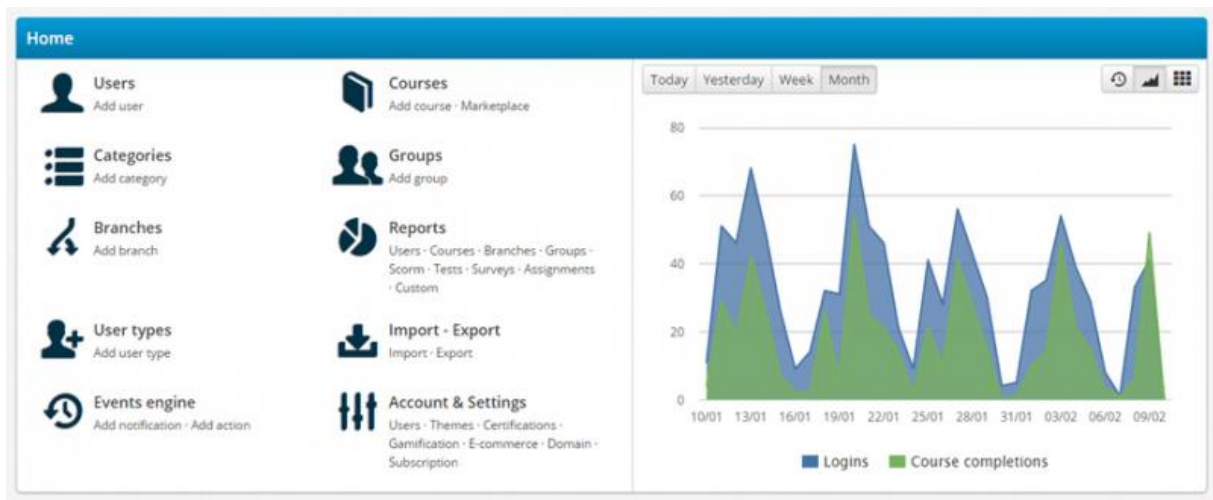 Home
Users
Add user
Courses
Add course · Marketplace
Categories
Add category
Groups
Add group
Branches
Add branch
Reports
Users · Courses · Branches · Groups ·
Scorm · Tests · Surveys · Assignments
· Custom
User types
Add user type
Import - Export
Import · Export
Events engine
Add notification · Add action
Account & Settings
Users · Themes · Certifications ·
Gamification · E-commerce · Domain ·
Subscription
Today Yesterday Week Month
80
60
40
20
0
10/01 13/01 16/01 19/01 22/01 25/01 28/01 31/01 03/02 06/02 09/02
Logins Course completions